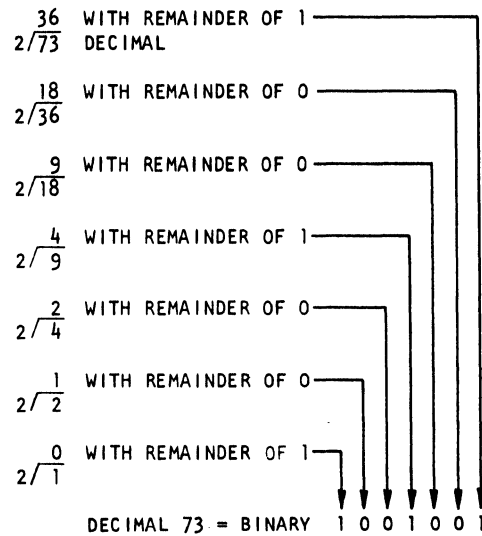 36 WITH REMAINDER OF 1
2/73 DECIMAL
18 WITH REMAINDER OF 0
2/36
9 WITH REMAINDER OF 0
2/18
4 WITH REMAINDER OF 1
2/9
2 WITH REMAINDER OF 0
2/4
1 WITH REMAINDER OF 0
2/2
0 WITH REMAINDER OF 1
2/1
DECIMAL 73 = BINARY 1 0 0 1 0 0 1